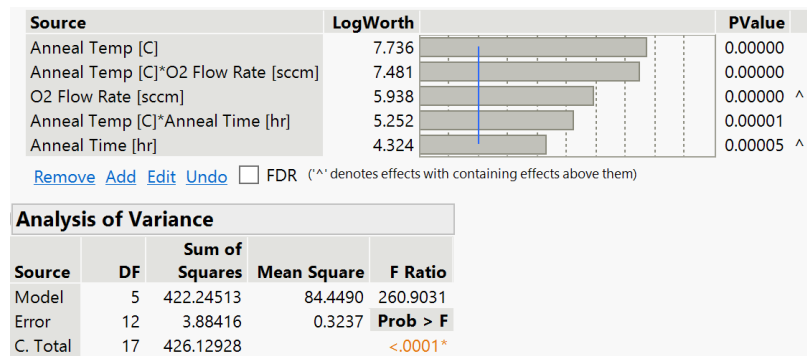 Source LogWorth PValue
Anneal Temp [C] 7.736 0.00000
Anneal Temp [C]*O2 Flow Rate [sccm] 7.481 0.00000
O2 Flow Rate [sccm] 5.938 0.00000 ^
Anneal Temp [C]*Anneal Time [hr] 5.252 0.00001
Anneal Time [hr] 4.324 0.00005 ^
Remove Add Edit Undo FDR ('^' denotes effects with containing effects above them)
Analysis of Variance
Sum of
Source DF Squares Mean Square F Ratio
Model 5 422.24513 84.4490 260.9031
Error 12 3.88416 0.3237 Prob > F
C. Total 17 426.12928 <.0001*